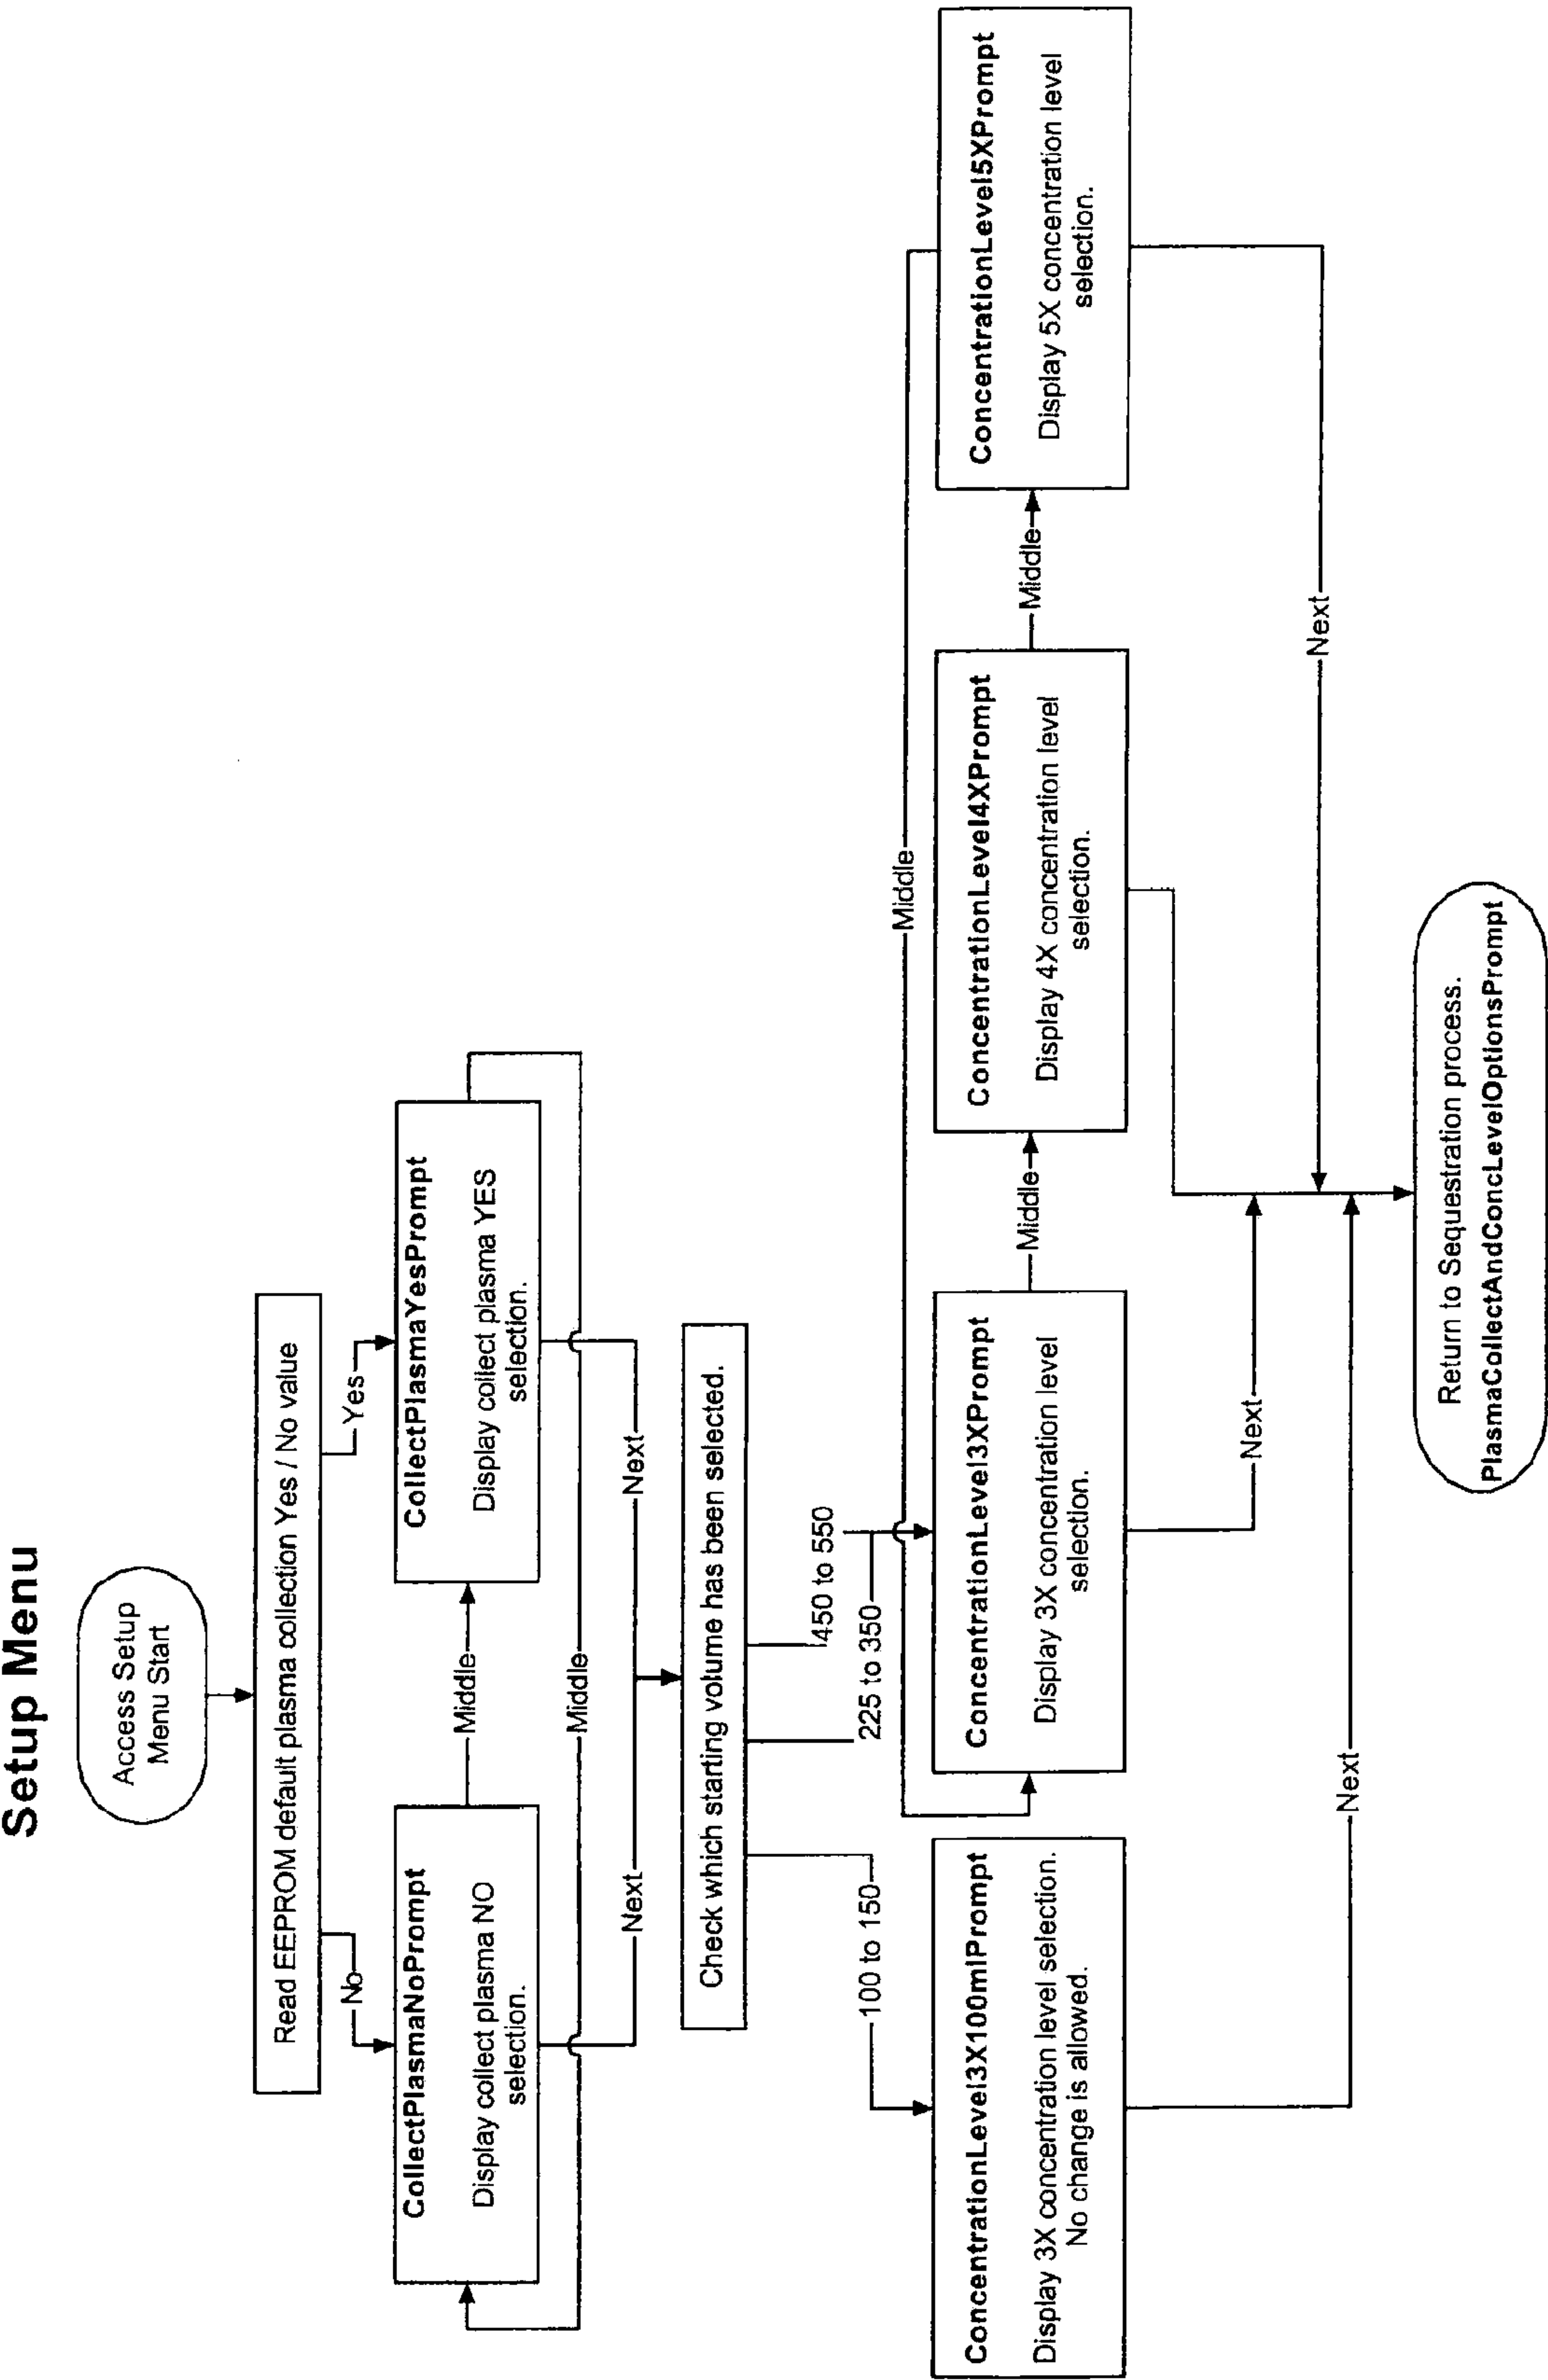 Setup Menu
Access Setup
Menu Start
Read EEPROM default plasma collection Yes / No value
No
Yes
CollectPlasmaNoPrompt
Display collect plasma NO
selection.
Middle
CollectPlasmaYesPrompt
Display collect plasma YES
selection.
Middle
Next
Next
Check which starting volume has been selected.
100 to 150
225 to 350
450 to 550
Middle
ConcentrationLevel3X100mlPrompt
Display 3X concentration level selection.
No change is allowed.
ConcentrationLevel3XPrompt
Display 3X concentration level
selection.
Middle
ConcentrationLevel4XPrompt
Display 4X concentration level
selection.
Middle
ConcentrationLevel5XPrompt
Display 5X concentration level
selection.
Next
Next
Next
Return to Sequestration process.
PlasmaCollectAndConcLevelOptionsPrompt